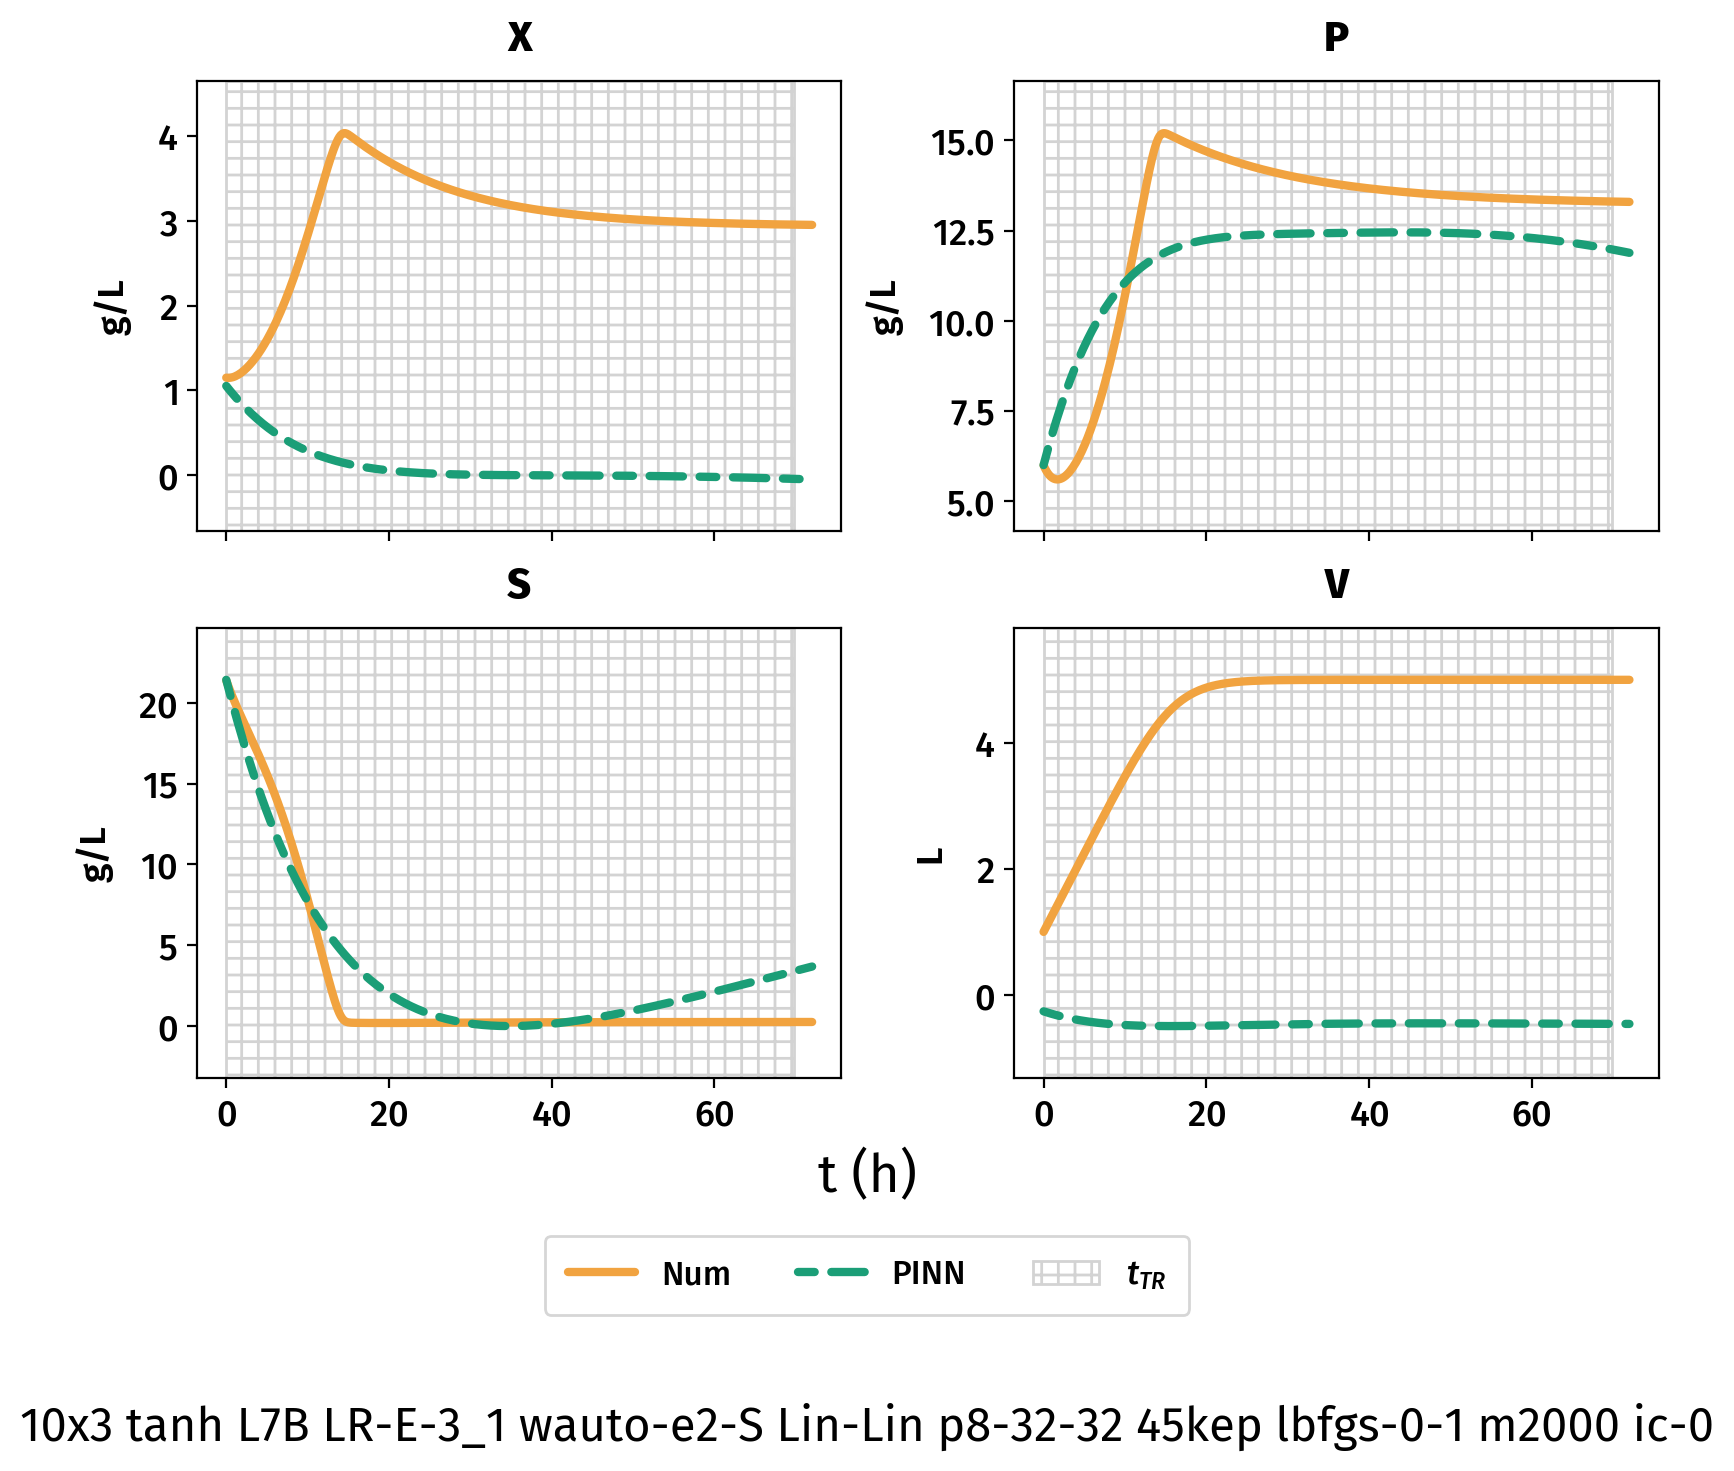 X
4
3
2
1
0
g/L
P
15.0
12.5
10.0
7.5
5.0
g/L
S
20
15
10
5
0
g/L
0 20 40 60
V
4
2
0
L
0 20 40 60
t (h)
Num PINN t_TR
10x3 tanh L7B LR-E-3_1 wauto-e2-S Lin-Lin p8-32-32 45kep lbfgs-0-1 m2000 ic-0